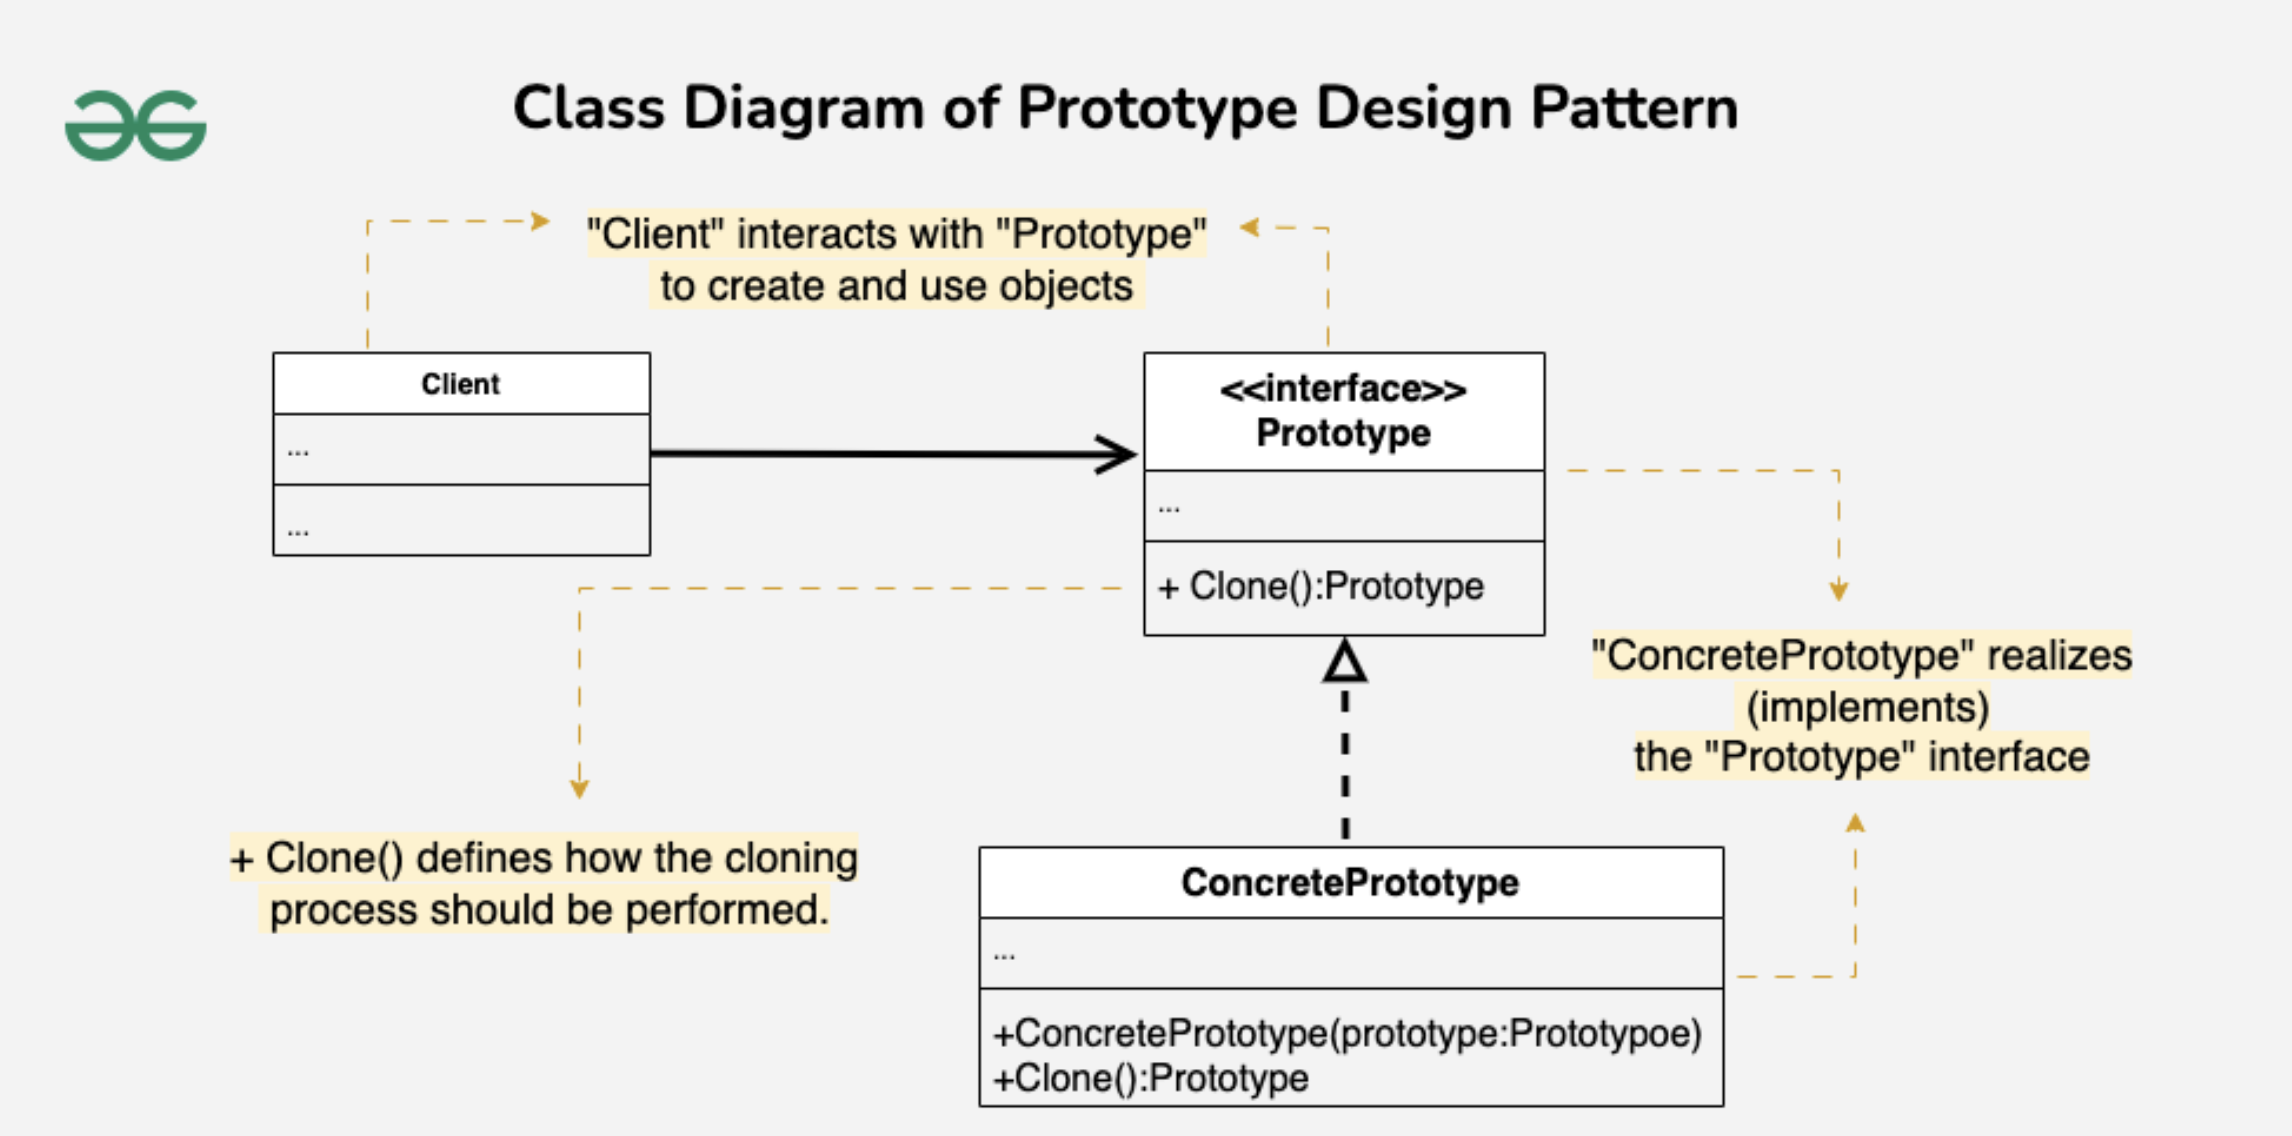 Class Diagram of Prototype Design Pattern
"Client" interacts with "Prototype"
to create and use objects
Client
...
...
<<interface>>
Prototype
...
+ Clone():Prototype
"ConcretePrototype" realizes
(implements)
the "Prototype" interface
+ Clone() defines how the cloning
process should be performed.
ConcretePrototype
...
+ConcretePrototype(prototype:Prototypoe)
+Clone():Prototype